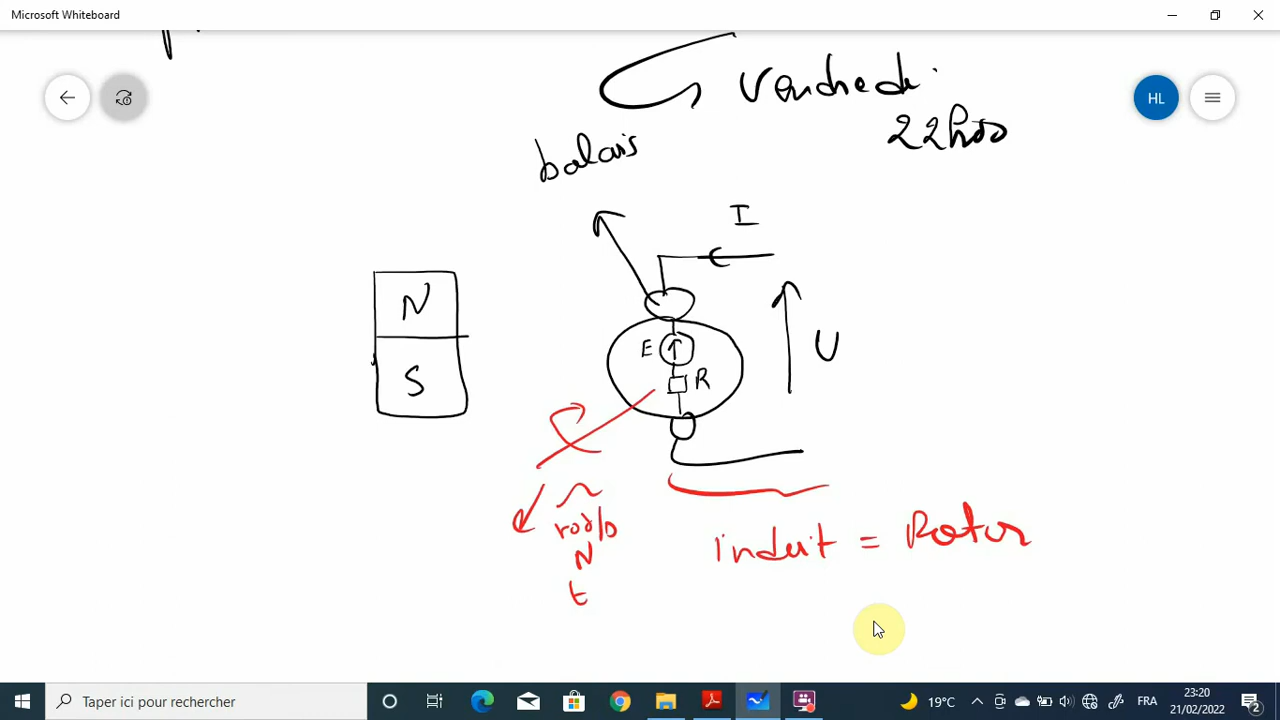 Microsoft Whiteboard
HL
Vendredi
22h00
balais
I
N
E
U
S
R
N
t
induit = Rotor
Taper ici pour rechercher
19°C
FRA
23:20
21/02/2022
2